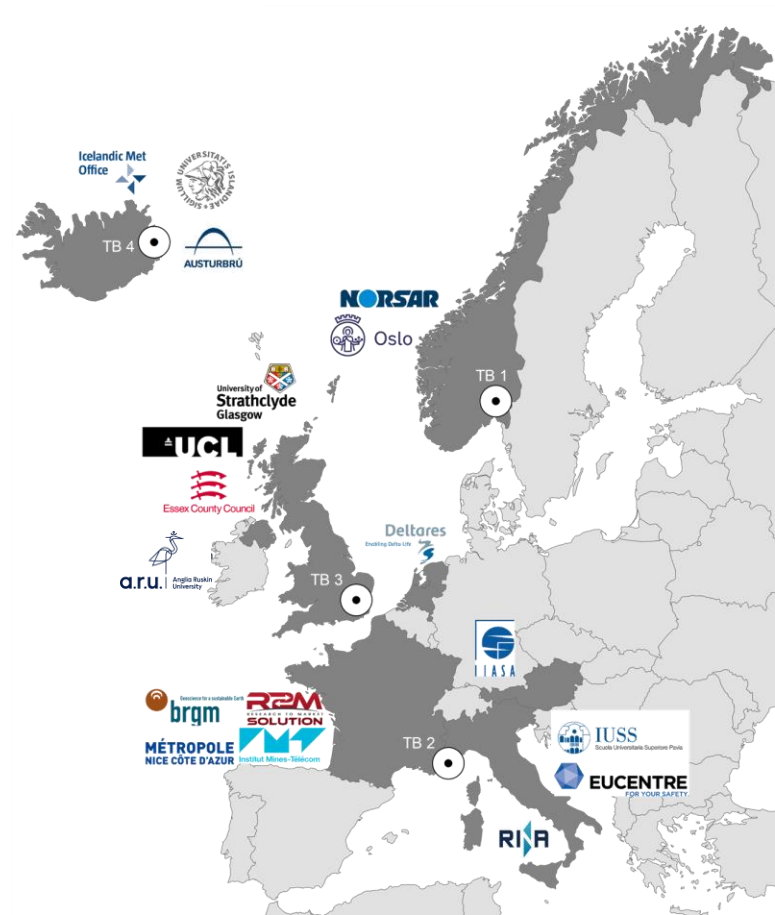 Icelandic Met
Office
SIGILLUM UNIVERSITATIS ISLANDIAE
TB 4
AUSTURBRÚ
NORSAR
Oslo
TB 1
University of
Strathclyde
Glasgow
UCL
Essex County Council
Deltares
Enabling Delta Life
a.r.u.
Anglia Ruskin
University
TB 3
IIASA
brgm
Geoscience for a sustainable Earth
R2M
RESEARCH TO MARKET
SOLUTION
MÉTROPOLE
NICE CÔTE D'AZUR
Institut Mines-Télécom
TB 2
IUSS
Scuola Universitaria Superiore Pavia
EUCENTRE
FOR YOUR SAFETY.
RINA